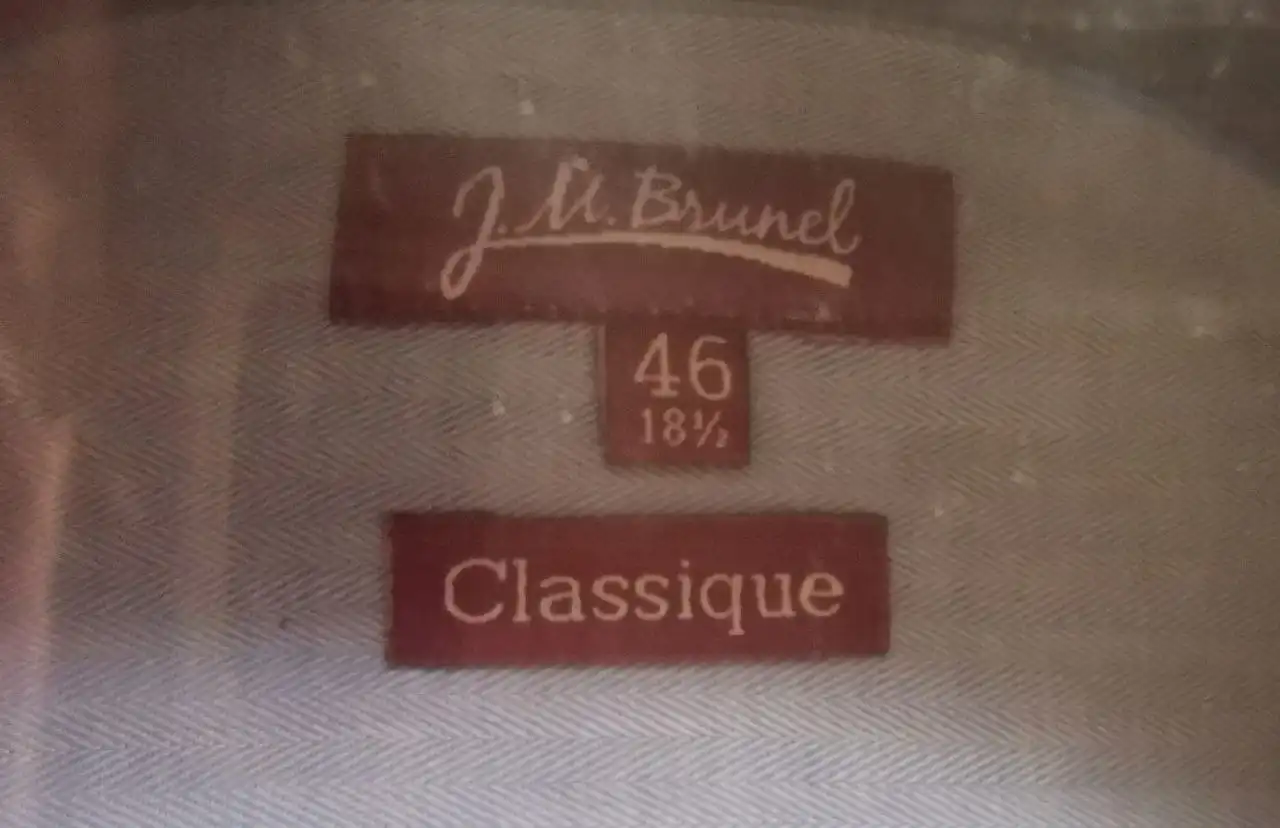 J.M. Brunel
46
18½
Classique